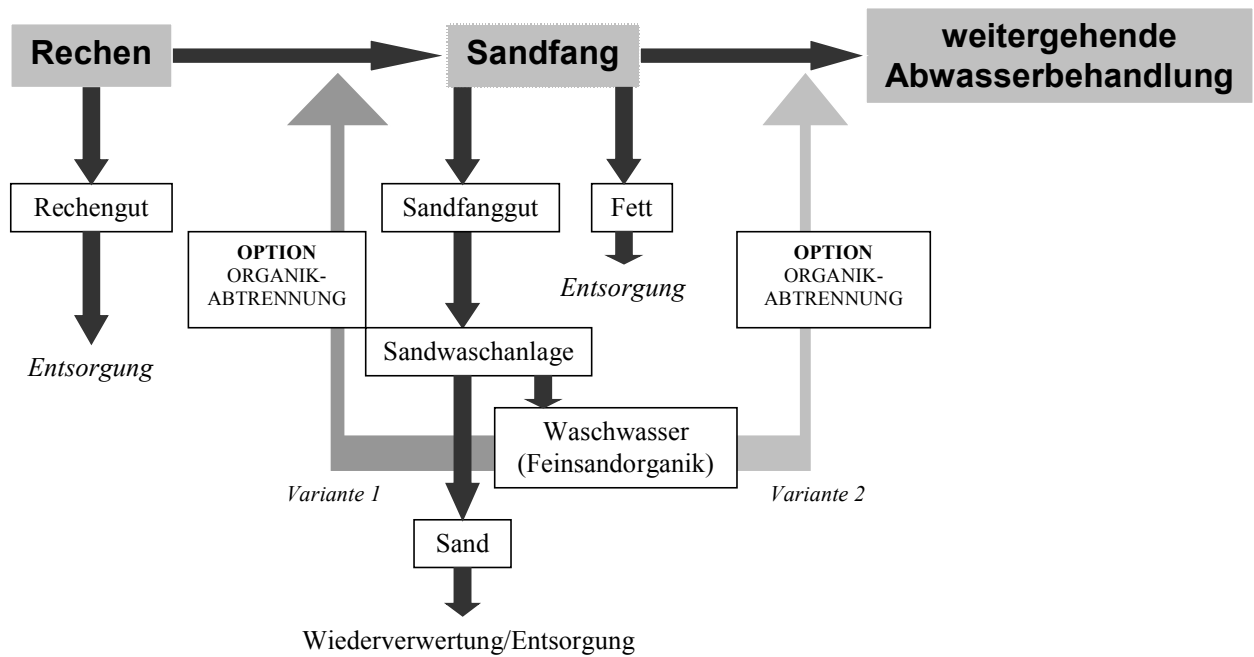 Rechen
Sandfang
weitergehende
Abwasserbehandlung
Rechengut
Sandfanggut
Fett
OPTION
ORGANIK-
ABTRENNUNG
OPTION
ORGANIK-
ABTRENNUNG
Entsorgung
Entsorgung
Sandwaschanlage
Waschwasser
(Feinsandorganik)
Variante 1
Variante 2
Sand
Wiederverwertung/Entsorgung